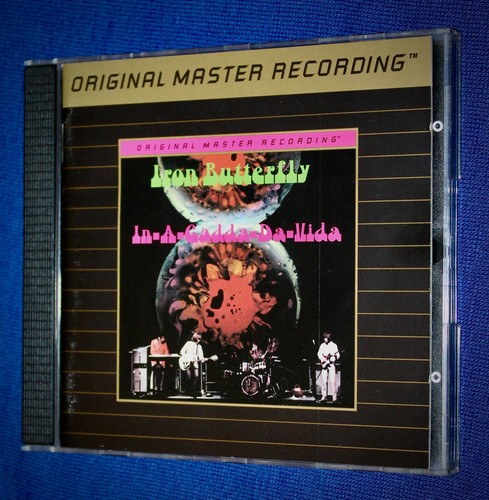 ORIGINAL MASTER RECORDING™
ORIGINAL MASTER RECORDING™
Iron Butterfly
In-A-Gadda-Da-Vida